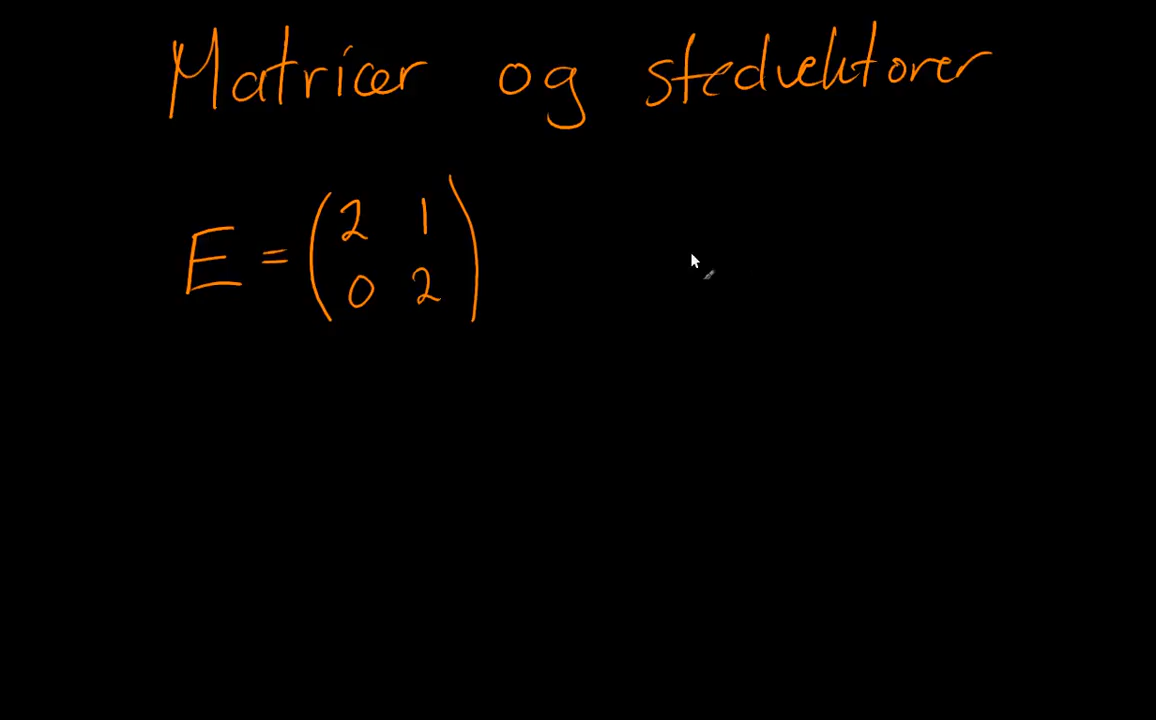 Matricer og stedvektorer
E = (2 1
0 2)